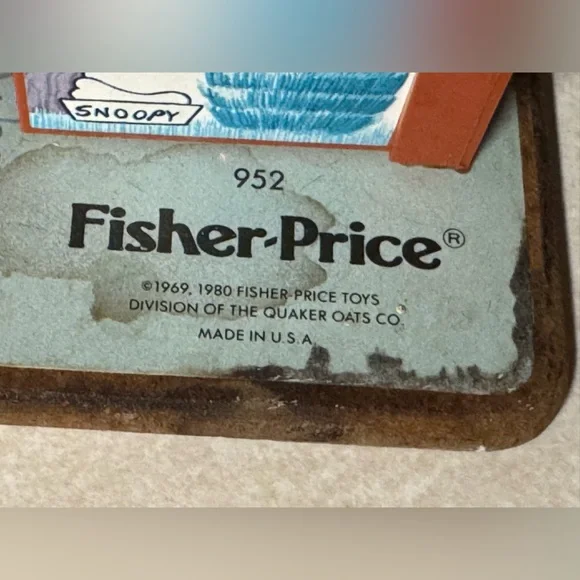 SNOOPY
952
Fisher-Price®
©1969, 1980 FISHER-PRICE TOYS
DIVISION OF THE QUAKER OATS CO.
MADE IN U.S.A.